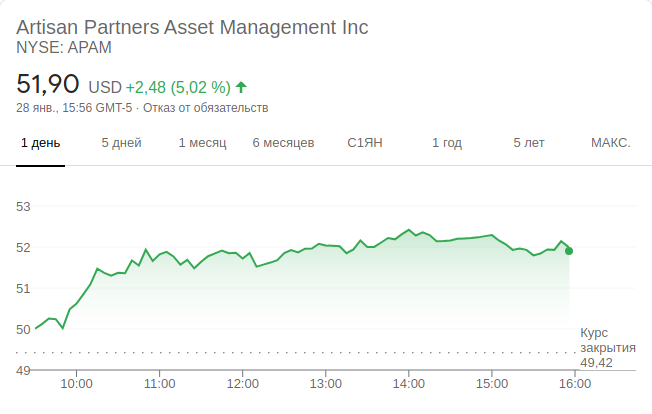 Artisan Partners Asset Management Inc
NYSE: APAM
51,90 USD +2,48 (5,02 %)
28 янв., 15:56 GMT-5 · Отказ от обязательств
1 день 5 дней 1 месяц 6 месяцев С1ЯН 1 год 5 лет МАКС.
53
52
51
50
Курс
закрытия
49,42
49
10:00 11:00 12:00 13:00 14:00 15:00 16:00